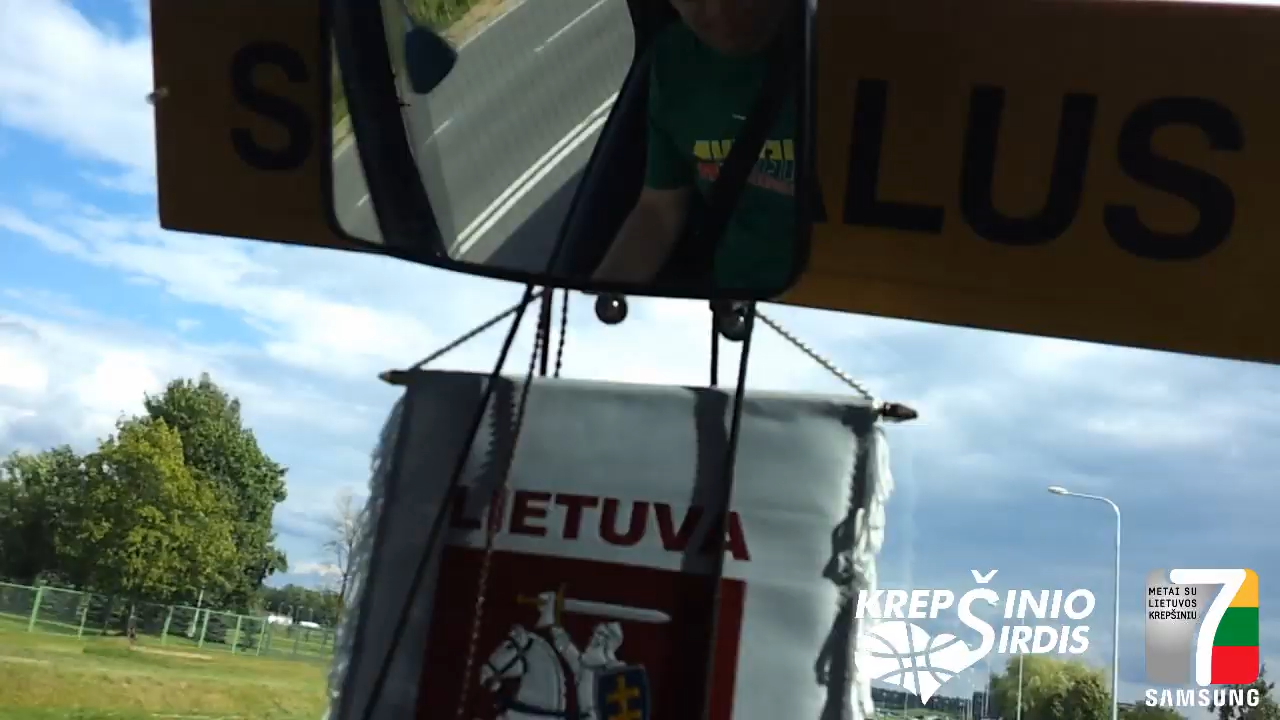 S
ALUS
LIETUVA
KREPŠINIO
ŠIRDIS
METAI SU
LIETUVOS
KREPŠINIU
7
SAMSUNG